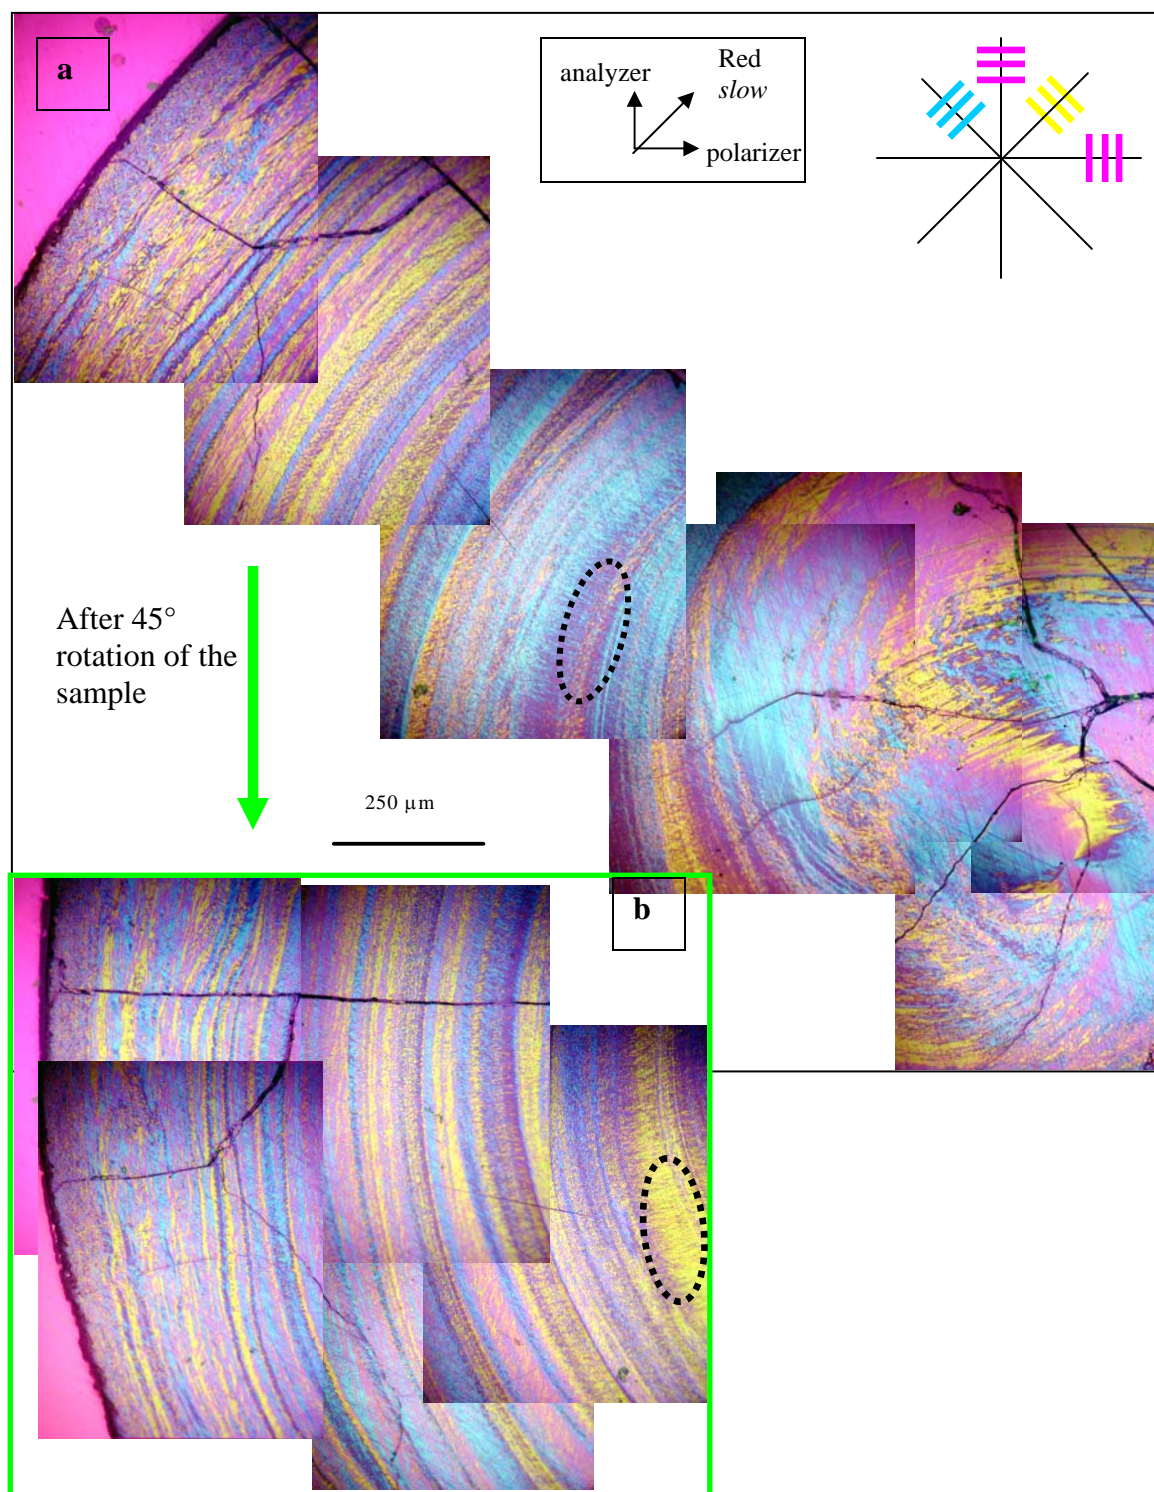 a
analyzer
Red
slow
polarizer
After 45°
rotation of the
sample
250 µm
b